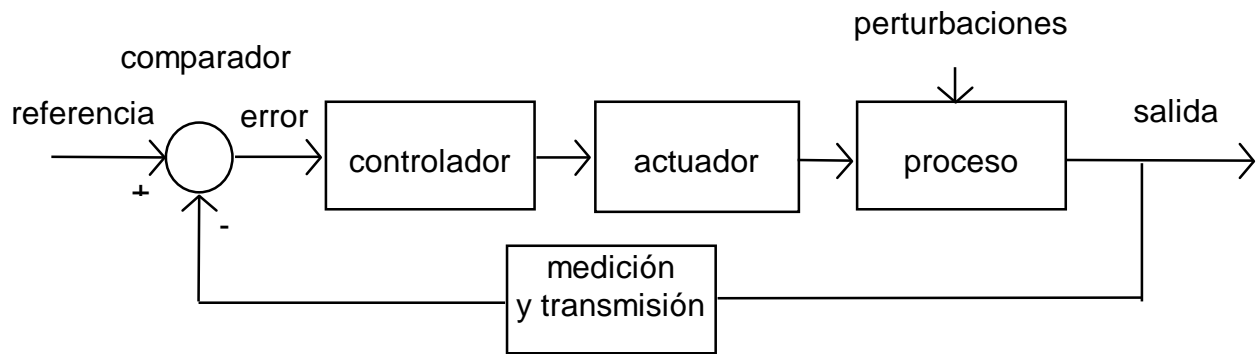 perturbaciones
comparador
referencia
error
salida
controlador
actuador
proceso
+
-
medición
y transmisión